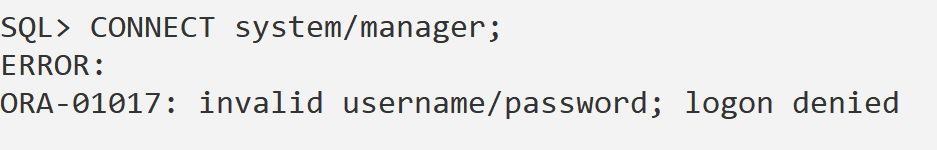 SQL> CONNECT system/manager;
ERROR:
ORA-01017: invalid username/password; logon denied